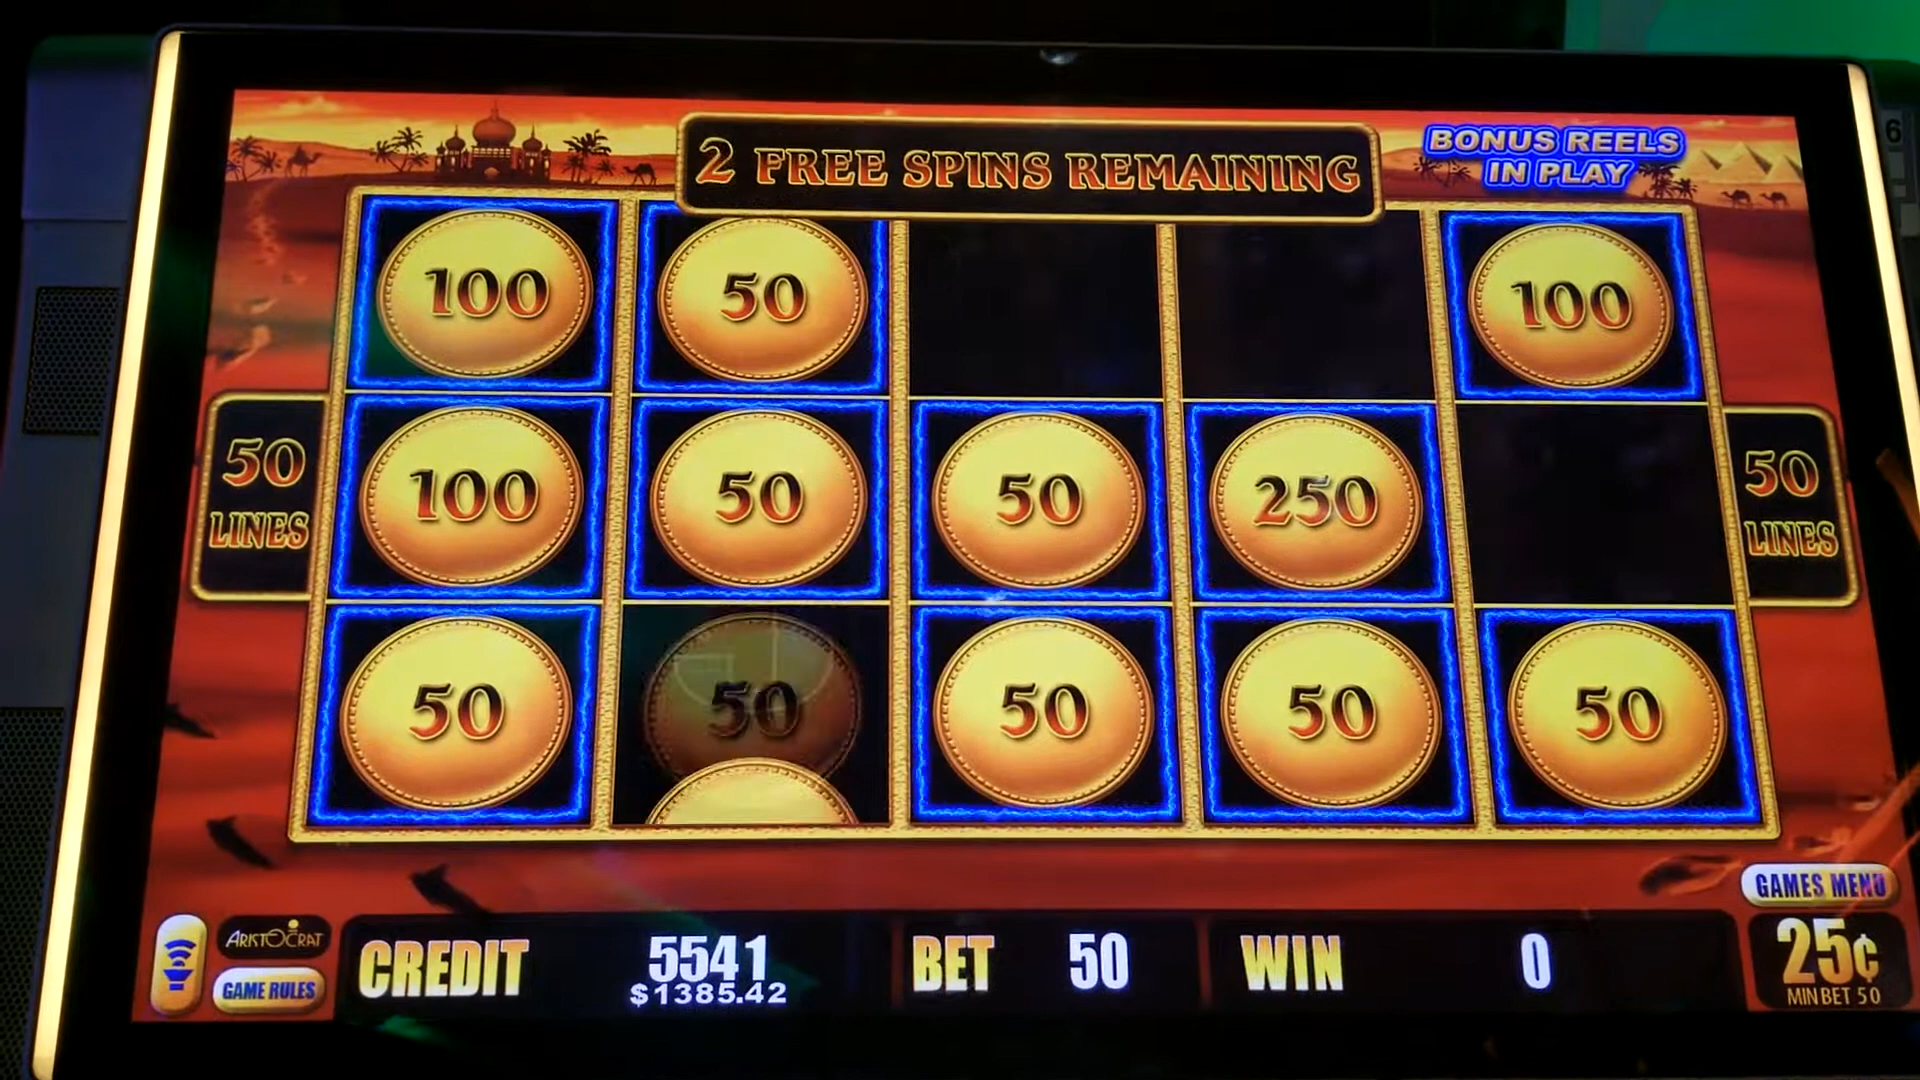 2 FREE SPINS REMAINING
BONUS REELS
IN PLAY
6
100
50
100
50
LINES
100
50
50
250
50
LINES
50
50
50
50
50
GAMES MENU
ARISTOCRAT
GAME RULES
CREDIT
5541
$1385.42
BET
50
WIN
0
25¢
MIN BET 50